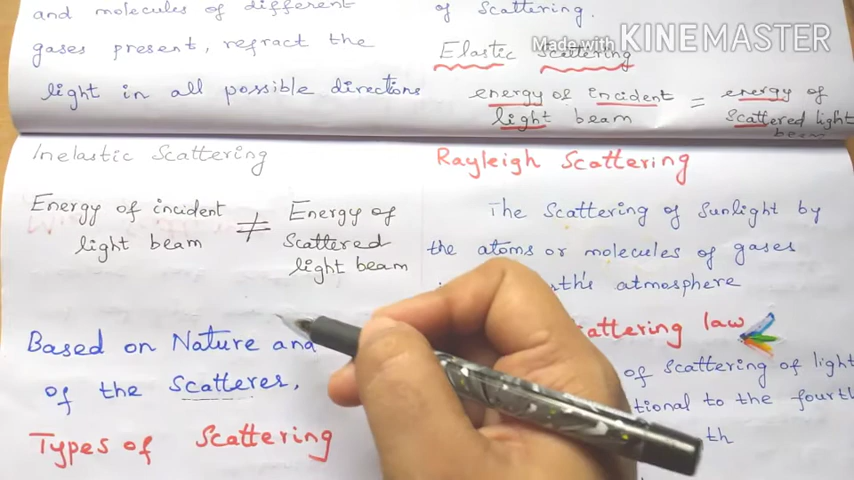 and molecules of different
gases present, refract the
light in all possible directions
of Scattering.
Elastic Scattering
energy of incident = energy of
light beam Scattered light
beam
Made with KINEMASTER
Inelastic Scattering
Energy of incident ≠ Energy of
light beam Scattered
light beam
Based on Nature and
of the Scatteres,
Types of Scattering
Rayleigh Scattering
The Scattering of Sunlight by
the atoms or molecules of gases
atmosphere
Scattering law
of scattering of light
to the fourth
th